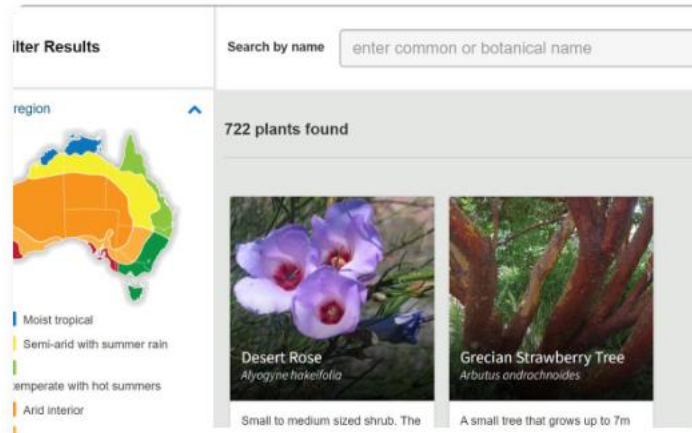 ilter Results
Search by name
enter common or botanical name
region
722 plants found
Moist tropical
Semi-arid with summer rain
emperate with hot summers
Arid interior
Desert Rose
Alyogyne hakeifolia
Small to medium sized shrub. The
Grecian Strawberry Tree
Arbutus andrachnoides
A small tree that grows up to 7m